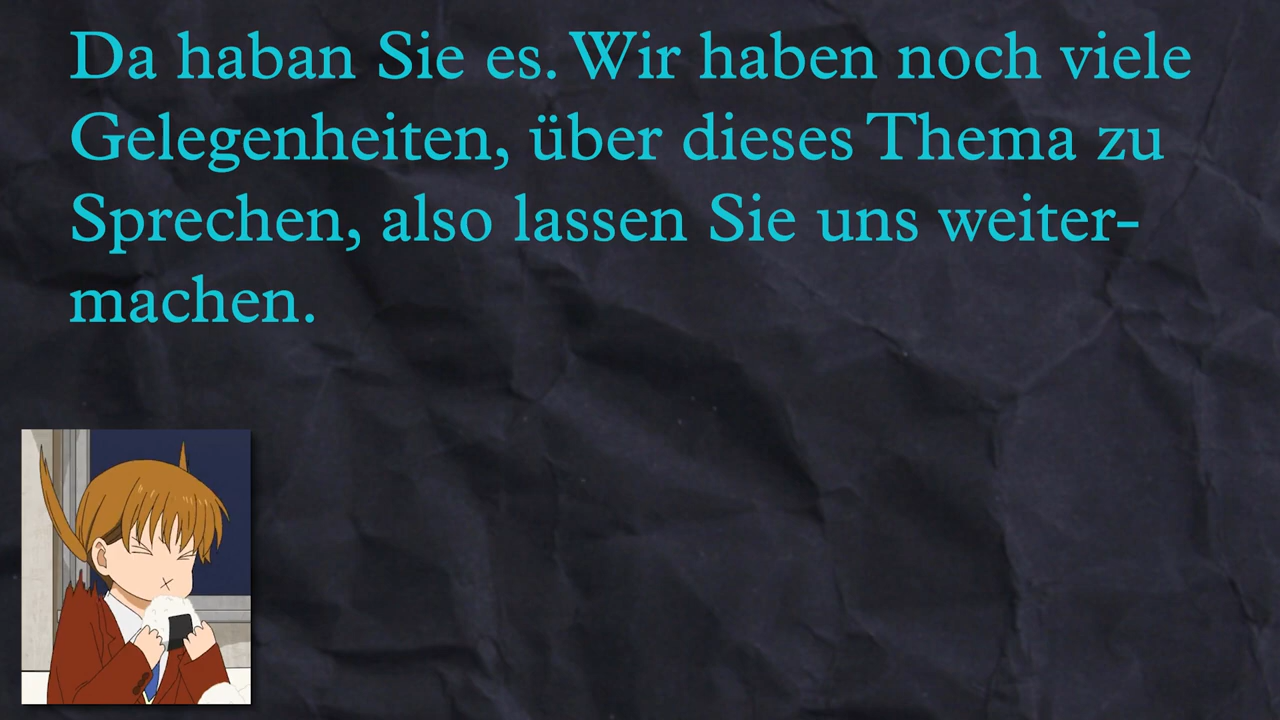 Da haban Sie es. Wir haben noch viele
Gelegenheiten, über dieses Thema zu
Sprechen, also lassen Sie uns weiter-
machen.